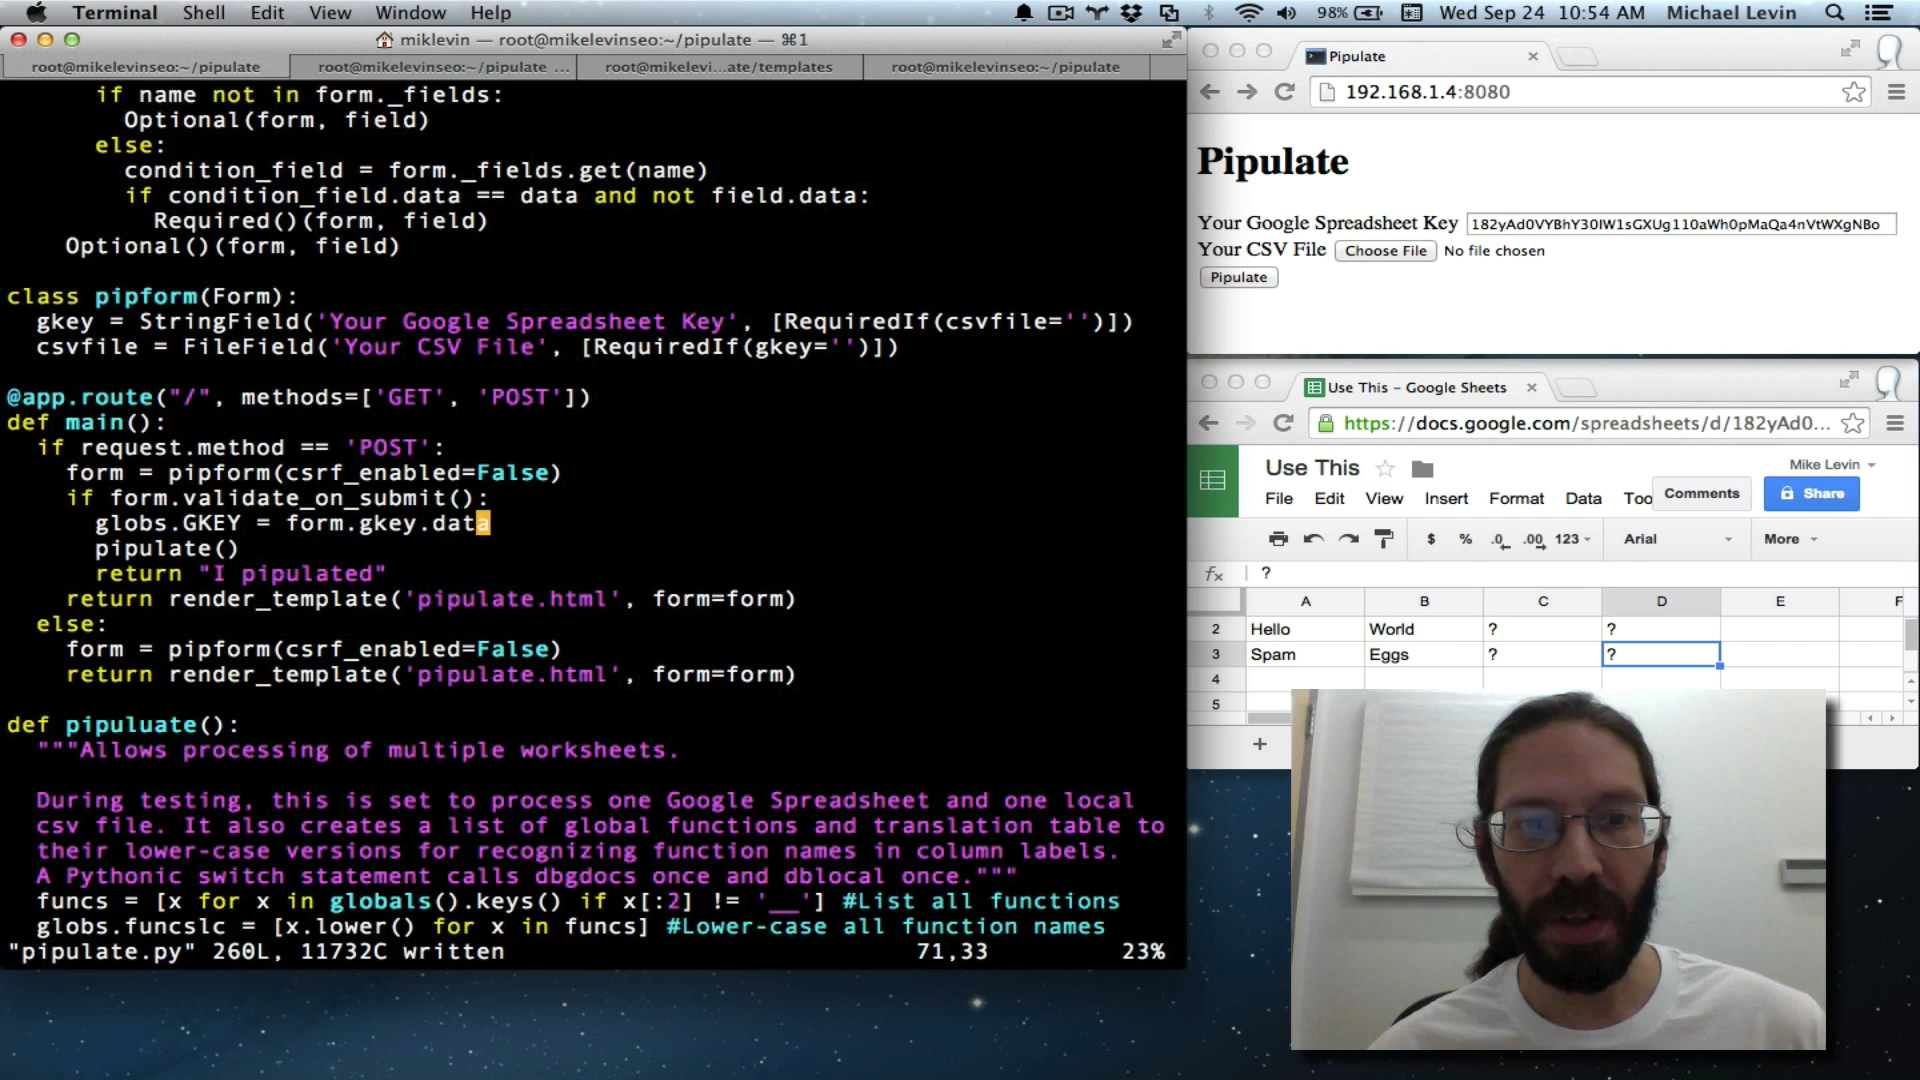 Terminal Shell Edit View Window Help 98% Wed Sep 24 10:54 AM Michael Levin
miklevin — root@mikelevinseo:~/pipulate — ⌘1
root@mikelevinseo:~/pipulate root@mikelevinseo:~/pipulate ... root@mikelevi...ate/templates root@mikelevinseo:~/pipulate
if name not in form._fields:
Optional(form, field)
else:
condition_field = form._fields.get(name)
if condition_field.data == data and not field.data:
Required()(form, field)
Optional()(form, field)
class pipform(Form):
gkey = StringField('Your Google Spreadsheet Key', [RequiredIf(csvfile='')])
csvfile = FileField('Your CSV File', [RequiredIf(gkey='')])
@app.route("/", methods=['GET', 'POST'])
def main():
if request.method == 'POST':
form = pipform(csrf_enabled=False)
if form.validate_on_submit():
globs.GKEY = form.gkey.data
pipulate()
return "I pipulated"
return render_template('pipulate.html', form=form)
else:
form = pipform(csrf_enabled=False)
return render_template('pipulate.html', form=form)
def pipuluate():
"""Allows processing of multiple worksheets.
During testing, this is set to process one Google Spreadsheet and one local
csv file. It also creates a list of global functions and translation table to
their lower-case versions for recognizing function names in column labels.
A Pythonic switch statement calls dbgdocs once and dblocal once."""
funcs = [x for x in globals().keys() if x[:2] != '__'] #List all functions
globs.funcslc = [x.lower() for x in funcs] #Lower-case all function names
"pipulate.py" 260L, 11732C written 71,33 23%
Pipulate
192.168.1.4:8080
Pipulate
Your Google Spreadsheet Key 182yAd0VYBhY30IW1sGXUg110aWh0pMaQa4nVtWXgNBo
Your CSV File Choose File No file chosen
Pipulate
Use This – Google Sheets
https://docs.google.com/spreadsheets/d/182yAd0...
Use This Mike Levin
File Edit View Insert Format Data Too Comments Share
$ % .0 .00 123 Arial More
fx ?
A B C D E F
2 Hello World ? ?
3 Spam Eggs ? ?
4
5
+